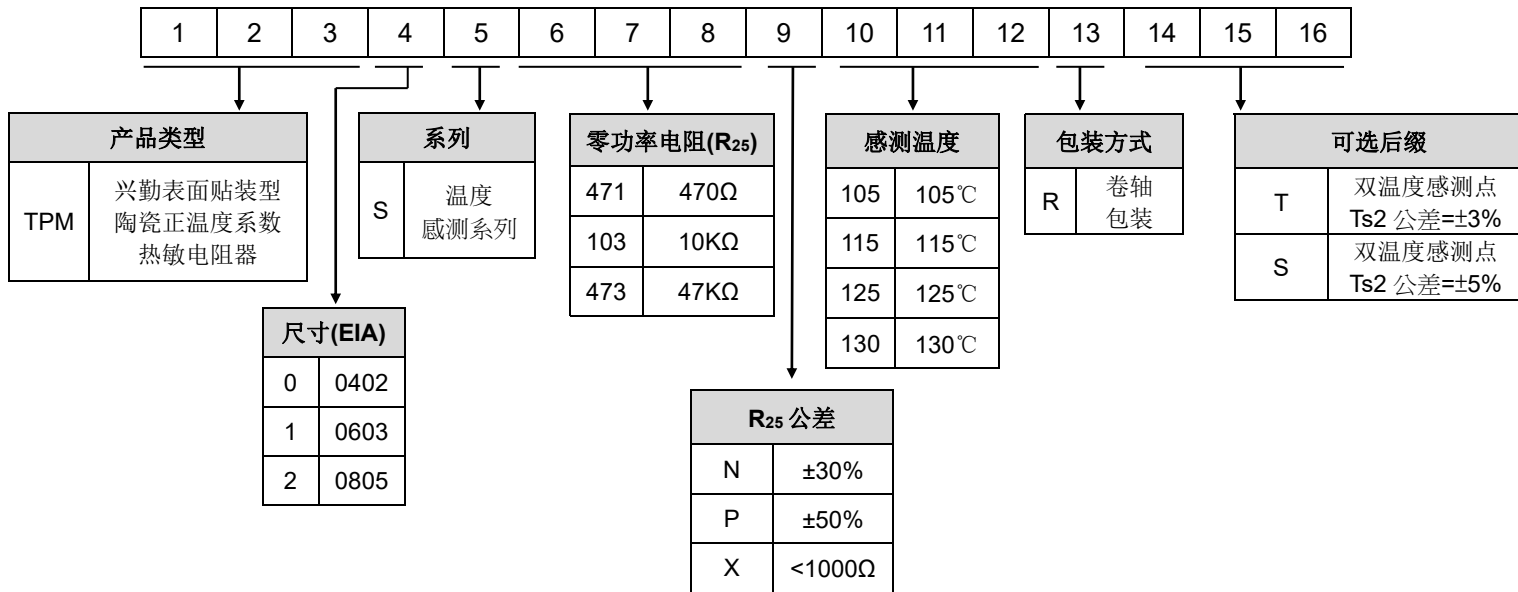 1 2 3 4 5 6 7 8 9 10 11 12 13 14 15 16
产品类型
TPM
兴勤表面贴装型
陶瓷正温度系数
热敏电阻器
系列
S
温度
感测系列
零功率电阻(R₂₅)
471 470Ω
103 10KΩ
473 47KΩ
感测温度
105 105℃
115 115℃
125 125℃
130 130℃
包装方式
R
卷轴
包装
可选后缀
T
双温度感测点
Ts2 公差=±3%
S
双温度感测点
Ts2 公差=±5%
尺寸(EIA)
0 0402
1 0603
2 0805
R₂₅ 公差
N ±30%
P ±50%
X <1000Ω